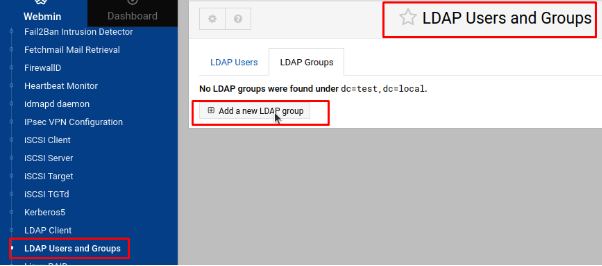 Webmin
Dashboard
Fail2Ban Intrusion Detector
Fetchmail Mail Retrieval
FirewallD
Heartbeat Monitor
idmapd daemon
IPsec VPN Configuration
iSCSI Client
iSCSI Server
iSCSI Target
iSCSI TGTd
Kerberos5
LDAP Client
LDAP Users and Groups
Linux RAID
LDAP Users and Groups
LDAP Users
LDAP Groups
No LDAP groups were found under dc=test,dc=local.
Add a new LDAP group